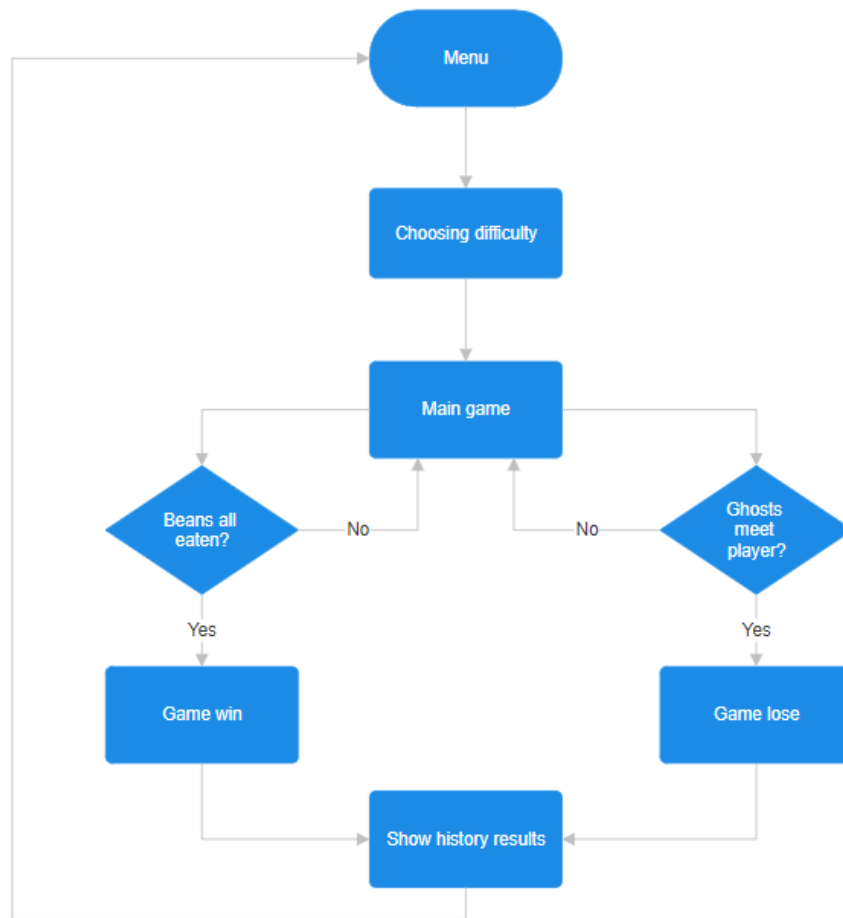 Menu
Choosing difficulty
Main game
Beans all
eaten?
No
No
Ghosts
meet
player?
Yes
Yes
Game win
Game lose
Show history results